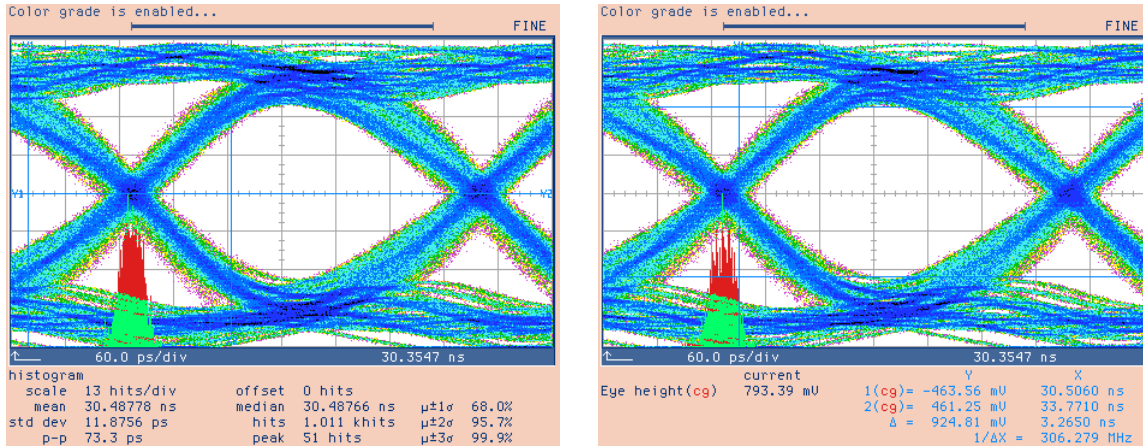 Color grade is enabled...
FINE
Y1 Y2
60.0 ps/div 30.3547 ns
histogram
scale 13 hits/div offset 0 hits
mean 30.48778 ns median 30.48766 ns µ±1σ 68.0%
std dev 11.8756 ps hits 1.011 khits µ±2σ 95.7%
p-p 73.3 ps peak 51 hits µ±3σ 99.9%
Color grade is enabled...
FINE
60.0 ps/div 30.3547 ns
current Y X
Eye height(cg) 793.39 mV 1(cg)= -463.56 mV 30.5060 ns
2(cg)= 461.25 mV 33.7710 ns
Δ = 924.81 mV 3.2650 ns
1/ΔX = 306.279 MHz